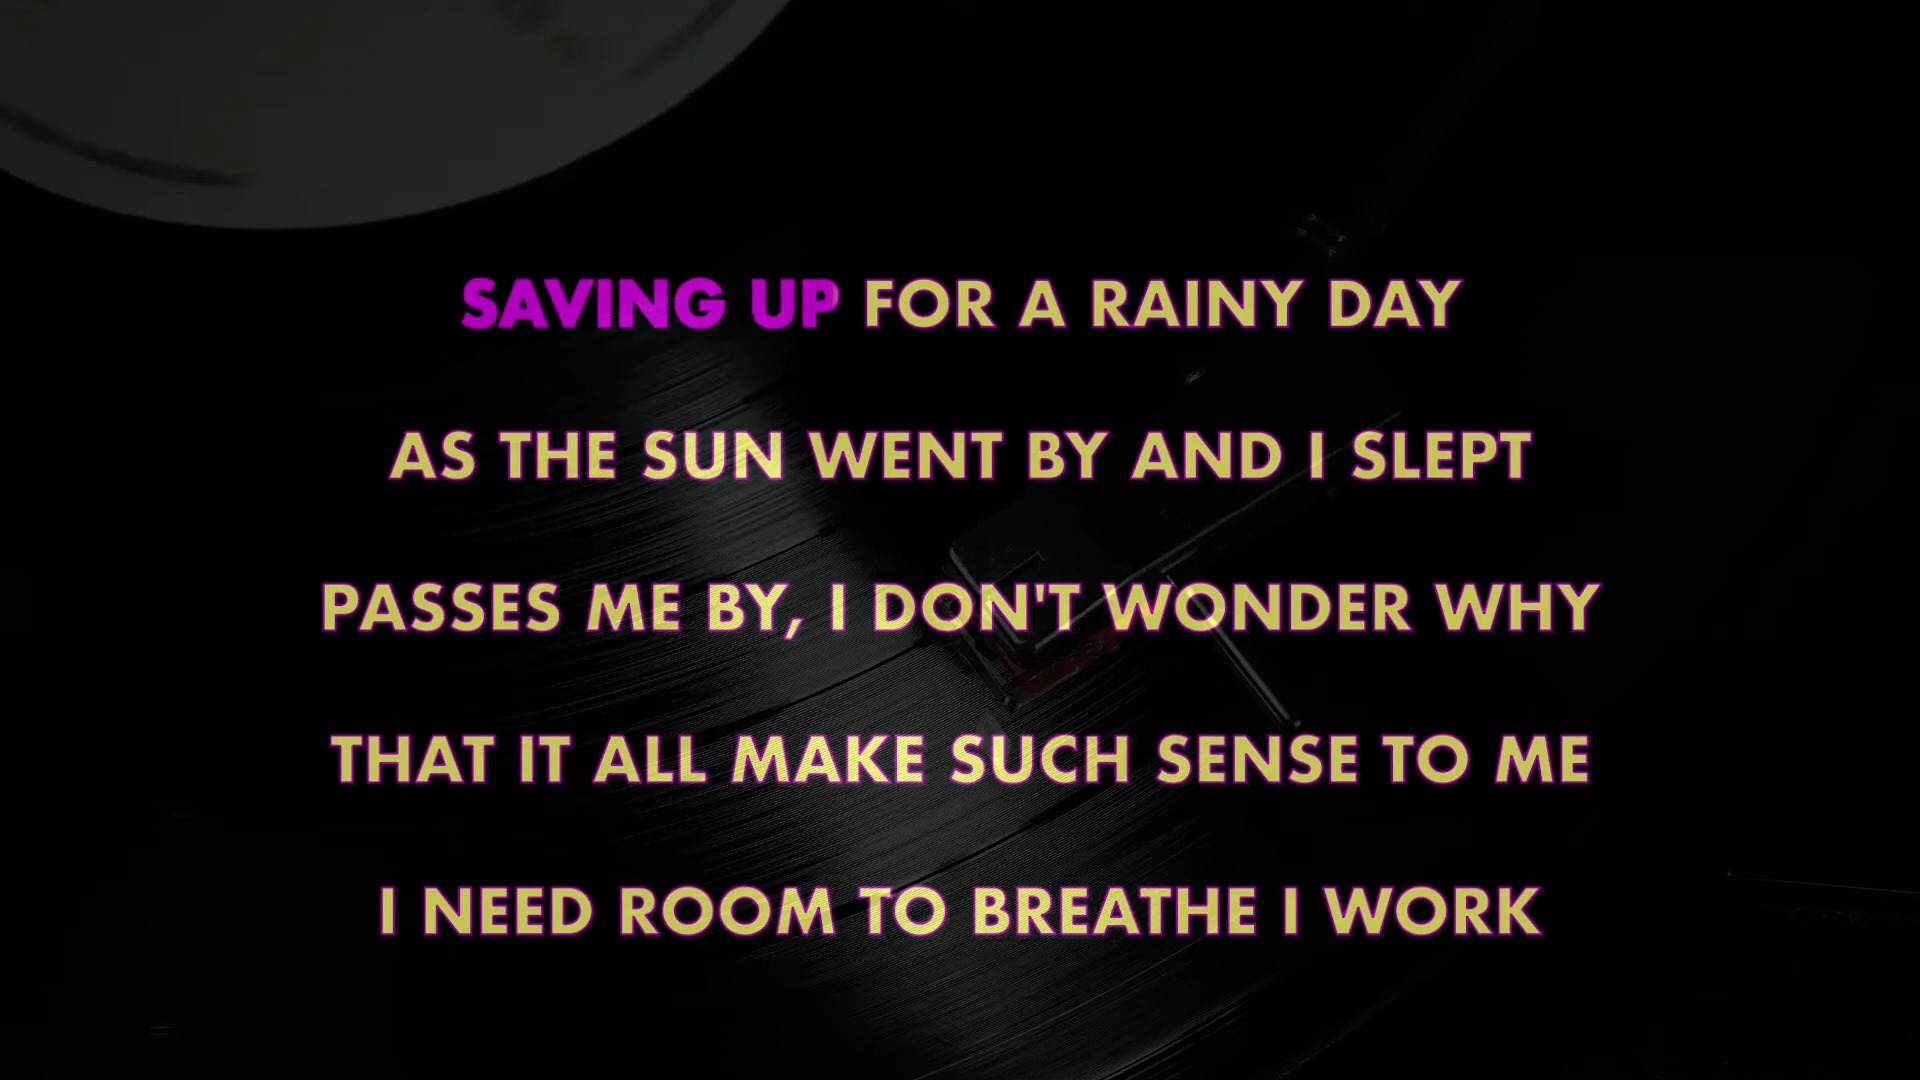 SAVING UP FOR A RAINY DAY
AS THE SUN WENT BY AND I SLEPT
PASSES ME BY, I DON'T WONDER WHY
THAT IT ALL MAKE SUCH SENSE TO ME
I NEED ROOM TO BREATHE I WORK